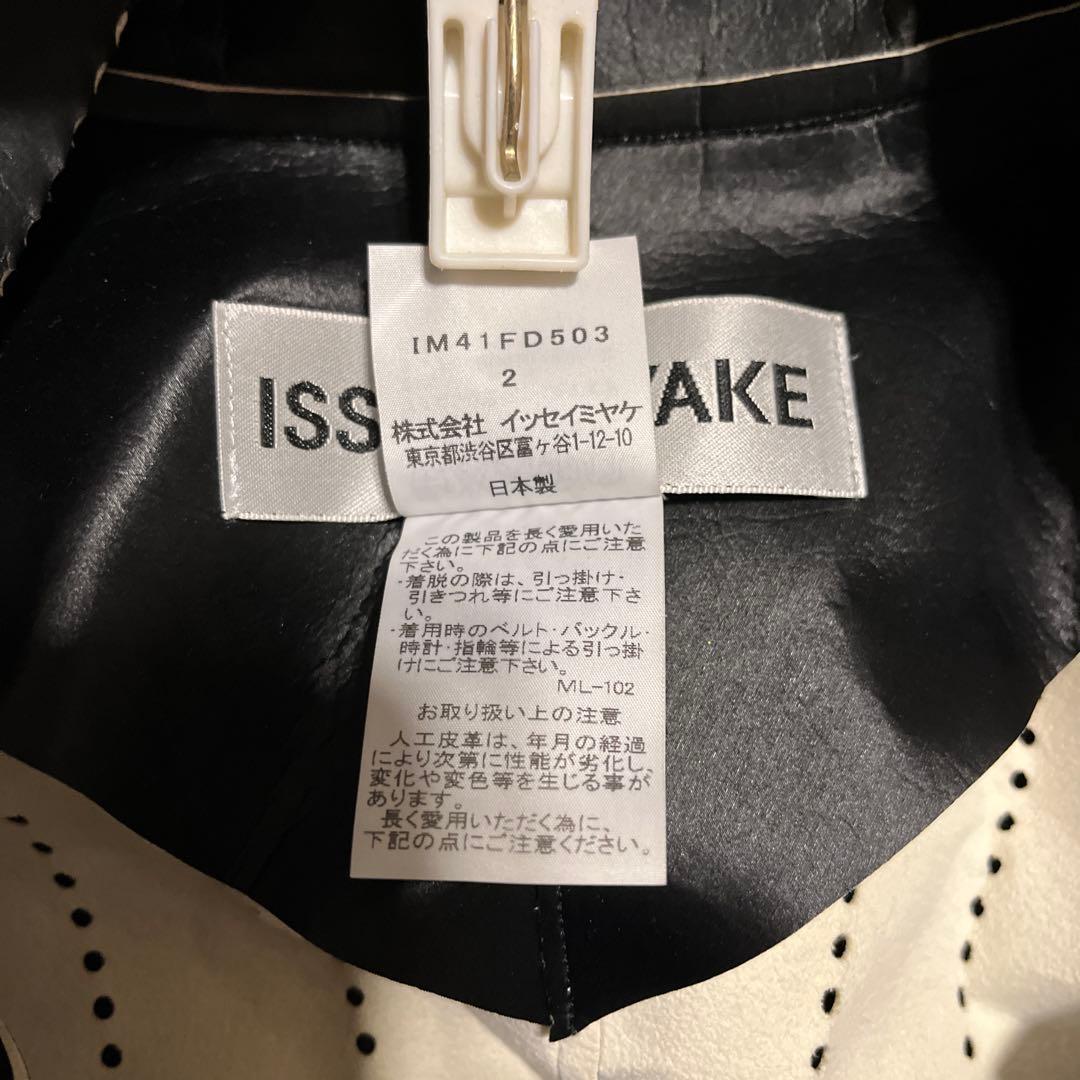 IM41FD503
2
ISS YAKE
株式会社 イッセイミヤケ
東京都渋谷区富ヶ谷1-12-10
日本製
この製品を長く愛用いた
だく為に下記の点にご注意
下さい。
・着脱の際は、引っ掛け・
引きつれ等にご注意下さ
い。
・着用時のベルト・バックル・
時計・指輪等による引っ掛
けにご注意下さい。
ML-102
お取り扱い上の注意
人工皮革は、年月の経過
により次第に性能が劣化し、
変化や変色等を生じる事が
あります。
長く愛用いただく為に、
下記の点にご注意ください。